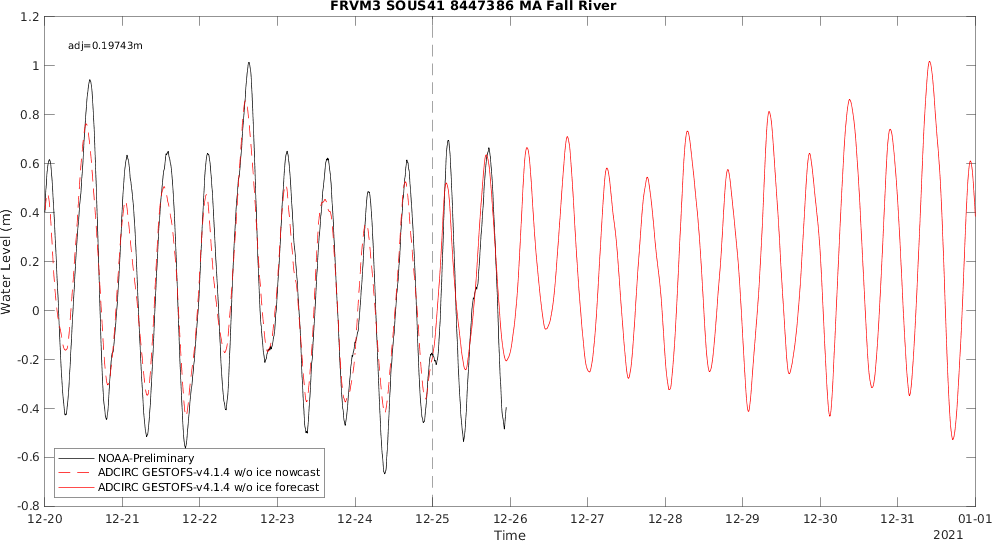 FRVM3 SOUS41 8447386 MA Fall River
adj=0.19743m
Water Level (m)
1.2
1
0.8
0.6
0.4
0.2
0
-0.2
-0.4
-0.6
-0.8
NOAA-Preliminary
ADCIRC GESTOFS-v4.1.4 w/o ice nowcast
ADCIRC GESTOFS-v4.1.4 w/o ice forecast
12-20 12-21 12-22 12-23 12-24 12-25 12-26 12-27 12-28 12-29 12-30 12-31 01-01
Time
2021